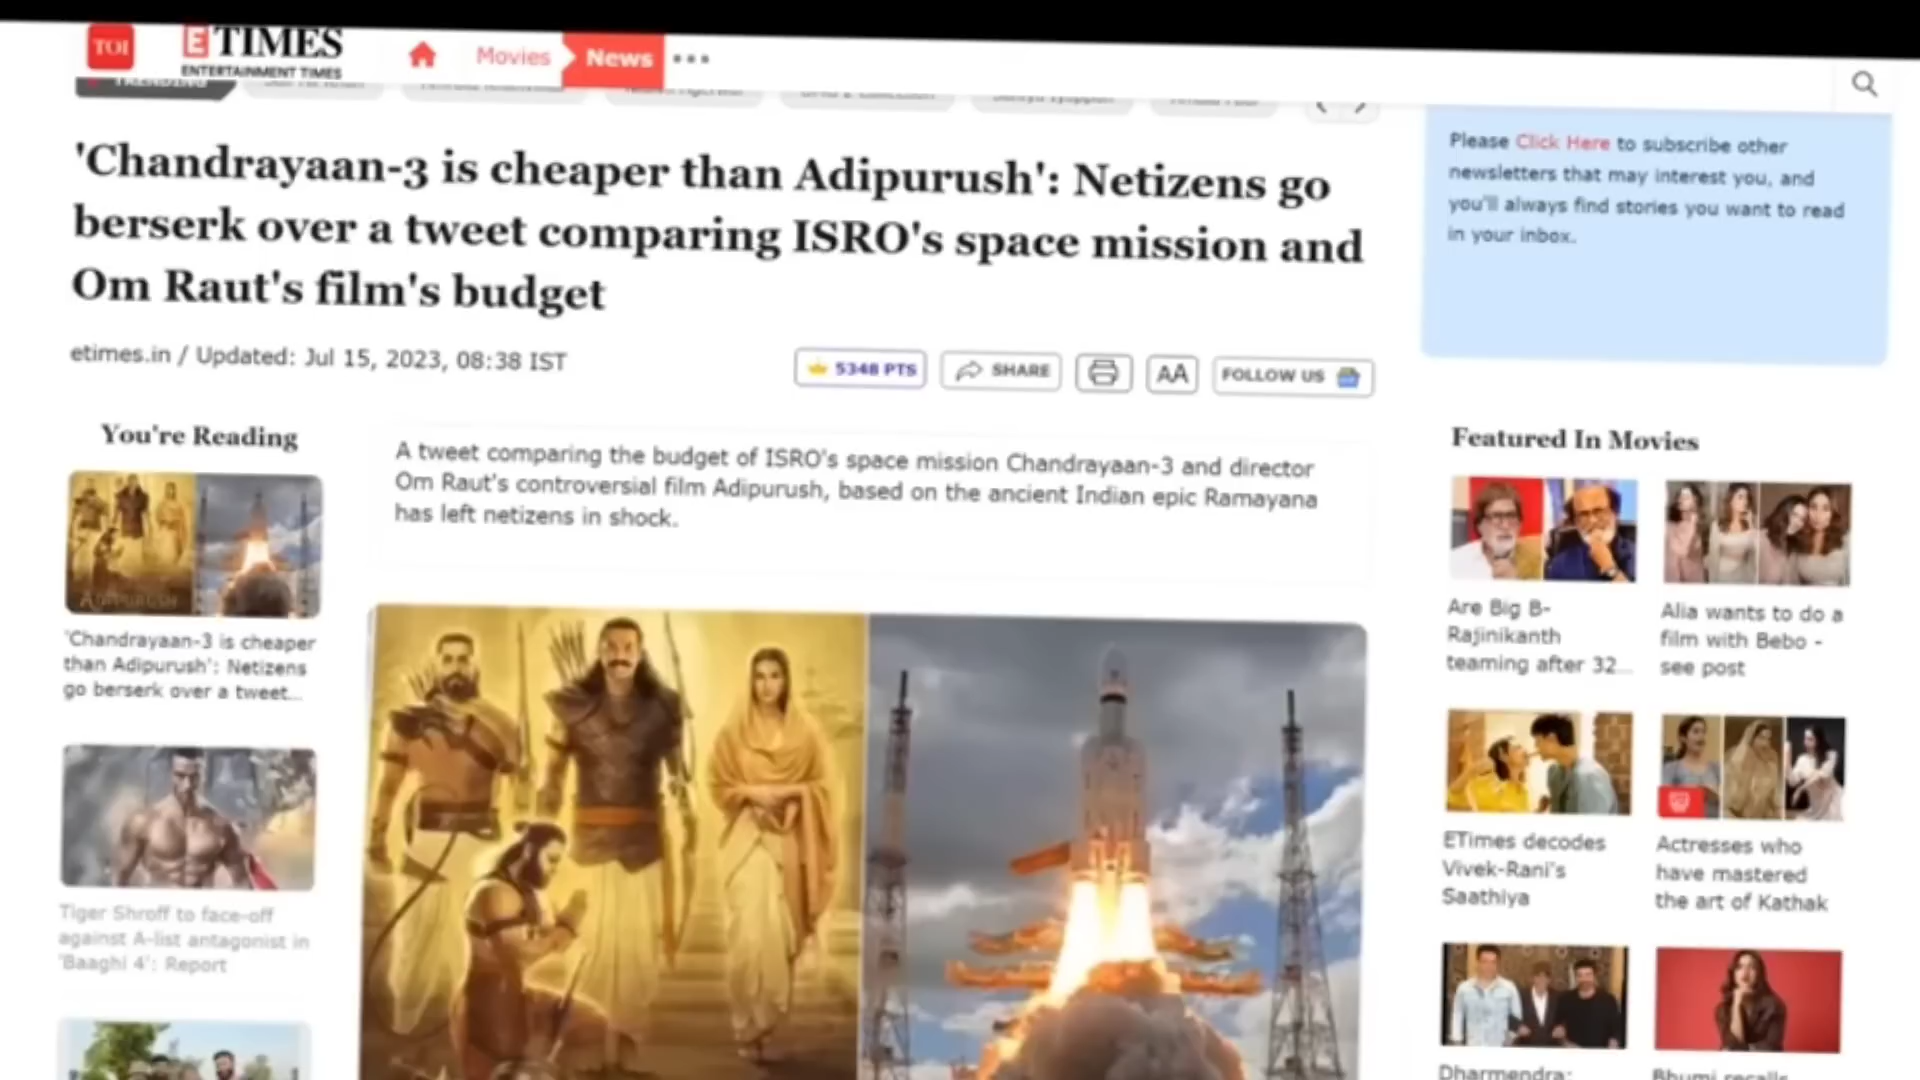 TOI
ETIMES
ENTERTAINMENT TIMES
Movies
News
TRENDING
'Chandrayaan-3 is cheaper than Adipurush': Netizens go
berserk over a tweet comparing ISRO's space mission and
Om Raut's film's budget
etimes.in / Updated: Jul 15, 2023, 08:38 IST
5348 PTS
SHARE
AA
FOLLOW US
Please Click Here to subscribe other
newsletters that may interest you, and
you'll always find stories you want to read
in your inbox.
You're Reading
ADIPURUSH
'Chandrayaan-3 is cheaper
than Adipurush': Netizens
go berserk over a tweet...
Tiger Shroff to face-off
against A-list antagonist in
'Baaghi 4': Report
A tweet comparing the budget of ISRO's space mission Chandrayaan-3 and director
Om Raut's controversial film Adipurush, based on the ancient Indian epic Ramayana
has left netizens in shock.
Featured In Movies
Are Big B-
Rajinikanth
teaming after 32...
Alia wants to do a
film with Bebo -
see post
ETimes decodes
Vivek-Rani's
Saathiya
Actresses who
have mastered
the art of Kathak
Dharmendra:
Bhumi recalls